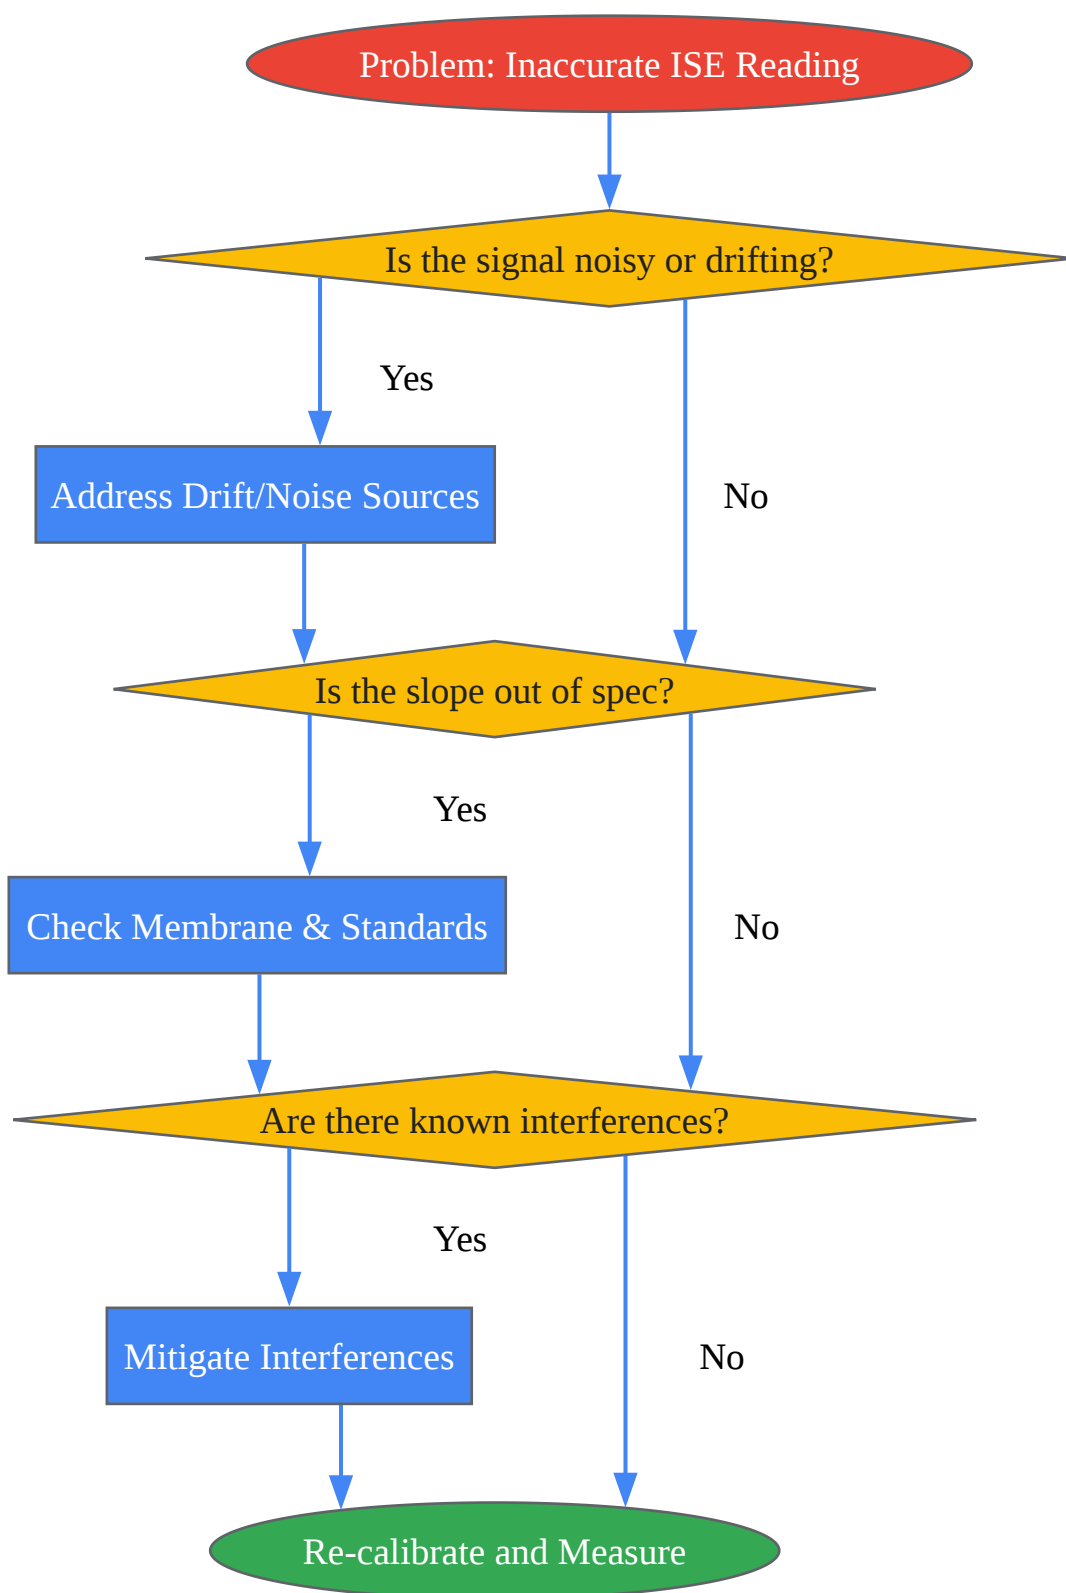 Problem: Inaccurate ISE Reading
Is the signal noisy or drifting?
Yes
Address Drift/Noise Sources
No
Is the slope out of spec?
Yes
Check Membrane & Standards
No
Are there known interferences?
Yes
Mitigate Interferences
No
Re-calibrate and Measure